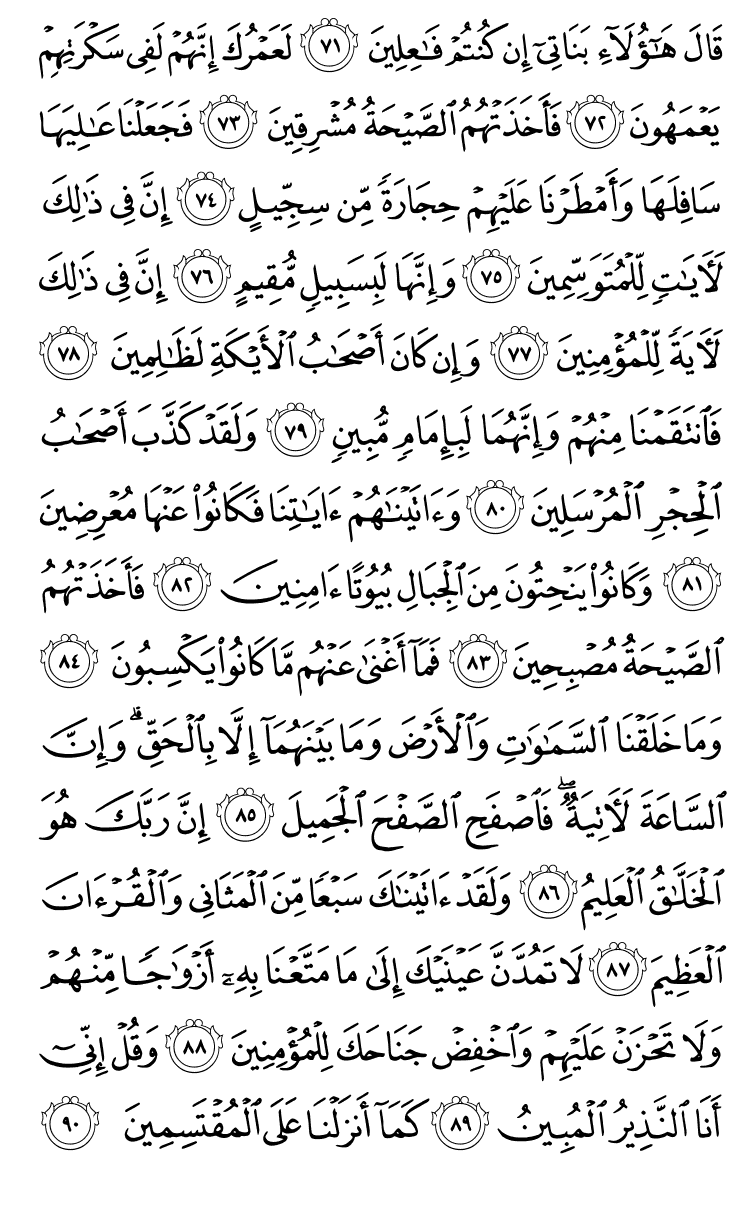 قَالَ هَٰٓؤُلَآءِ بَنَاتِيٓ إِن كُنتُمۡ فَٰعِلِينَ ٧١ لَعَمۡرُكَ إِنَّهُمۡ لَفِي سَكۡرَتِهِمۡ
يَعۡمَهُونَ ٧٢ فَأَخَذَتۡهُمُ ٱلصَّيۡحَةُ مُشۡرِقِينَ ٧٣ فَجَعَلۡنَا عَٰلِيَهَا
سَافِلَهَا وَأَمۡطَرۡنَا عَلَيۡهِمۡ حِجَارَةٗ مِّن سِجِّيلٍ ٧٤ إِنَّ فِي ذَٰلِكَ
لَأٓيَٰتٖ لِّلۡمُتَوَسِّمِينَ ٧٥ وَإِنَّهَا لَبِسَبِيلٖ مُّقِيمٍ ٧٦ إِنَّ فِي ذَٰلِكَ
لَأٓيَةٗ لِّلۡمُؤۡمِنِينَ ٧٧ وَإِن كَانَ أَصۡحَٰبُ ٱلۡأَيۡكَةِ لَظَٰلِمِينَ ٧٨
فَٱنتَقَمۡنَا مِنۡهُمۡ وَإِنَّهُمَا لَبِإِمَامٖ مُّبِينٖ ٧٩ وَلَقَدۡ كَذَّبَ أَصۡحَٰبُ
ٱلۡحِجۡرِ ٱلۡمُرۡسَلِينَ ٨٠ وَءَاتَيۡنَٰهُمۡ ءَايَٰتِنَا فَكَانُواْ عَنۡهَا مُعۡرِضِينَ
٨١ وَكَانُواْ يَنۡحِتُونَ مِنَ ٱلۡجِبَالِ بُيُوتًا ءَامِنِينَ ٨٢ فَأَخَذَتۡهُمُ
ٱلصَّيۡحَةُ مُصۡبِحِينَ ٨٣ فَمَآ أَغۡنَىٰ عَنۡهُم مَّا كَانُواْ يَكۡسِبُونَ ٨٤
وَمَا خَلَقۡنَا ٱلسَّمَٰوَٰتِ وَٱلۡأَرۡضَ وَمَا بَيۡنَهُمَآ إِلَّا بِٱلۡحَقِّۗ وَإِنَّ
ٱلسَّاعَةَ لَأٓتِيَةٞۖ فَٱصۡفَحِ ٱلصَّفۡحَ ٱلۡجَمِيلَ ٨٥ إِنَّ رَبَّكَ هُوَ
ٱلۡخَلَّٰقُ ٱلۡعَلِيمُ ٨٦ وَلَقَدۡ ءَاتَيۡنَٰكَ سَبۡعٗا مِّنَ ٱلۡمَثَانِي وَٱلۡقُرۡءَانَ
ٱلۡعَظِيمَ ٨٧ لَا تَمُدَّنَّ عَيۡنَيۡكَ إِلَىٰ مَا مَتَّعۡنَا بِهِۦٓ أَزۡوَٰجٗا مِّنۡهُمۡ
وَلَا تَحۡزَنۡ عَلَيۡهِمۡ وَٱخۡفِضۡ جَنَاحَكَ لِلۡمُؤۡمِنِينَ ٨٨ وَقُلۡ إِنِّيٓ
أَنَا ٱلنَّذِيرُ ٱلۡمُبِينُ ٨٩ كَمَآ أَنزَلۡنَا عَلَى ٱلۡمُقۡتَسِمِينَ ٩٠